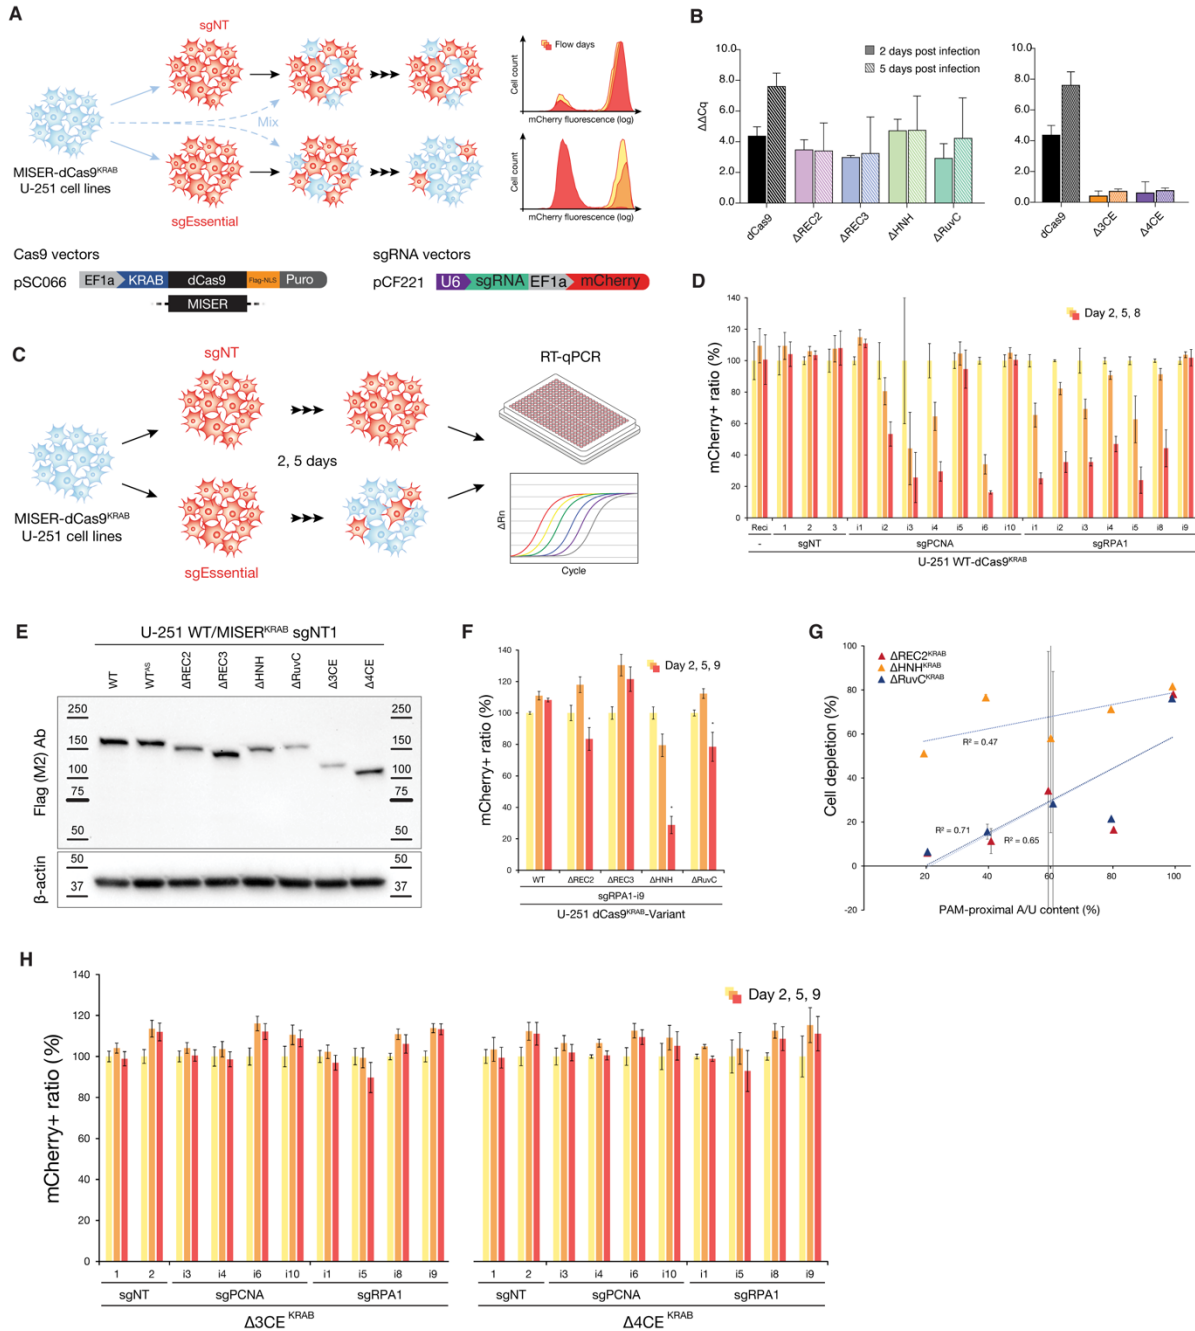 A
sgNT
Mix
MISER-dCas9KRAB
U-251 cell lines
sgEssential
Flow days
Cell count
mCherry fluorescence (log)
Cell count
mCherry fluorescence (log)
Cas9 vectors
pSC066 EF1a KRAB dCas9 Flag-NLS Puro
MISER
sgRNA vectors
pCF221 U6 sgRNA EF1a mCherry
B
2 days post infection
5 days post infection
ΔΔCq
8.0
6.0
4.0
2.0
0.0
dCas9 ΔREC2 ΔREC3 ΔHNH ΔRuvC
10.0
8.0
6.0
4.0
2.0
0.0
dCas9 Δ3CE Δ4CE
C
sgNT
2, 5 days
MISER-dCas9KRAB
U-251 cell lines
sgEssential
RT-qPCR
ΔRn
Cycle
D
Day 2, 5, 8
mCherry+ ratio (%)
140
120
100
80
60
40
20
0
Reci 1 2 3 i1 i2 i3 i4 i5 i6 i10 i1 i2 i3 i4 i5 i8 i9
- sgNT sgPCNA sgRPA1
U-251 WT-dCas9KRAB
E
U-251 WT/MISERKRAB sgNT1
WT WT'AS ΔREC2 ΔREC3 ΔHNH ΔRuvC Δ3CE Δ4CE
Flag (M2) Ab
250 250
150 150
100 100
75 75
50 50
β-actin
50 50
37 37
F
Day 2, 5, 9
mCherry+ ratio (%)
140
120
100
80
60
40
20
0
* * *
WT ΔREC2 ΔREC3 ΔHNH ΔRuvC
sgRPA1-i9
U-251 dCas9KRAB-Variant
G
ΔREC2KRAB
ΔHNHKRAB
ΔRuvCKRAB
Cell depletion (%)
100
80
60
40
20
0
-20
R² = 0.47
R² = 0.71
R² = 0.65
20 40 60 80 100
PAM-proximal A/U content (%)
H
Day 2, 5, 9
mCherry+ ratio (%)
140
120
100
80
60
40
20
0
1 2 i3 i4 i6 i10 i1 i5 i8 i9
sgNT sgPCNA sgRPA1
Δ3CE KRAB
1 2 i3 i4 i6 i10 i1 i5 i8 i9
sgNT sgPCNA sgRPA1
Δ4CE KRAB